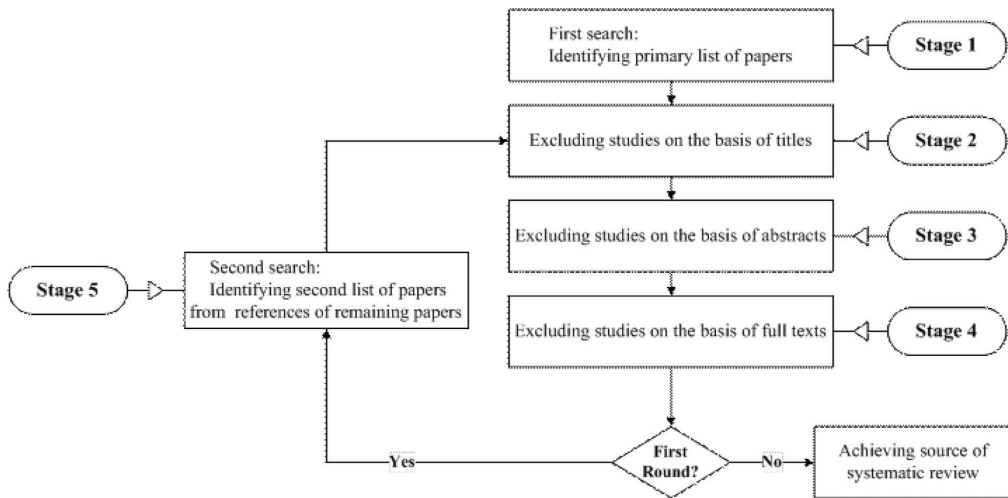 First search:
Identifying primary list of papers
Stage 1
Excluding studies on the basis of titles
Stage 2
Excluding studies on the basis of abstracts
Stage 3
Second search:
Identifying second list of papers
from references of remaining papers
Stage 5
Excluding studies on the basis of full texts
Stage 4
First
Round?
Yes
No
Achieving source of
systematic review